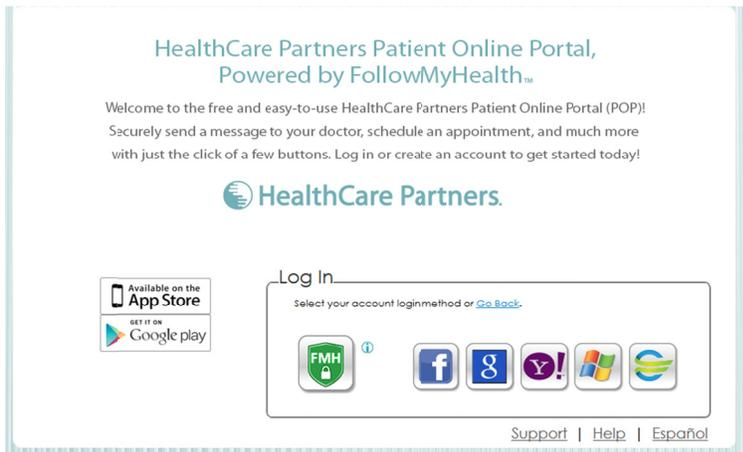 HealthCare Partners Patient Online Portal,
Powered by FollowMyHealth™
Welcome to the free and easy-to-use HealthCare Partners Patient Online Portal (POP)!
Securely send a message to your doctor, schedule an appointment, and much more
with just the click of a few buttons. Log in or create an account to get started today!
HealthCare Partners.
Available on the
App Store
GET IT ON
Google play
Log In
Select your account loginmethod or Go Back.
FMH i f g Y!
Support | Help | Español